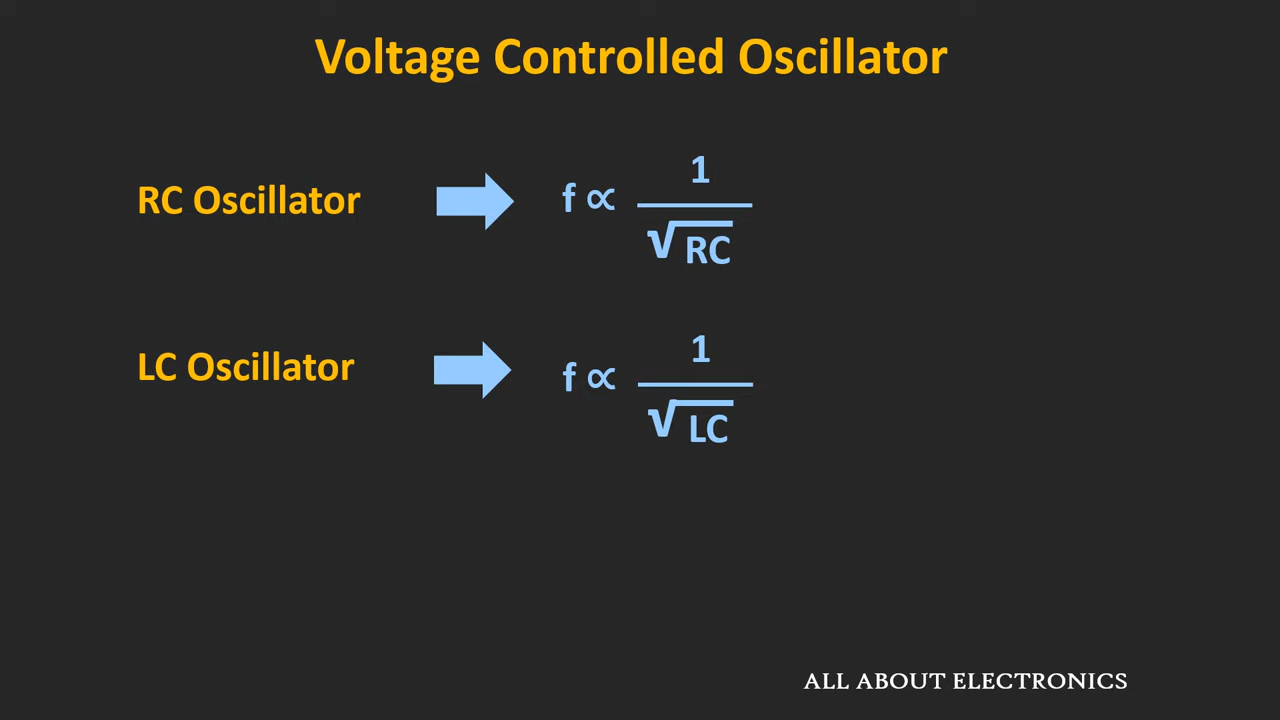 Voltage Controlled Oscillator
RC Oscillator
f ∝ 1 / √RC
LC Oscillator
f ∝ 1 / √LC
ALL ABOUT ELECTRONICS